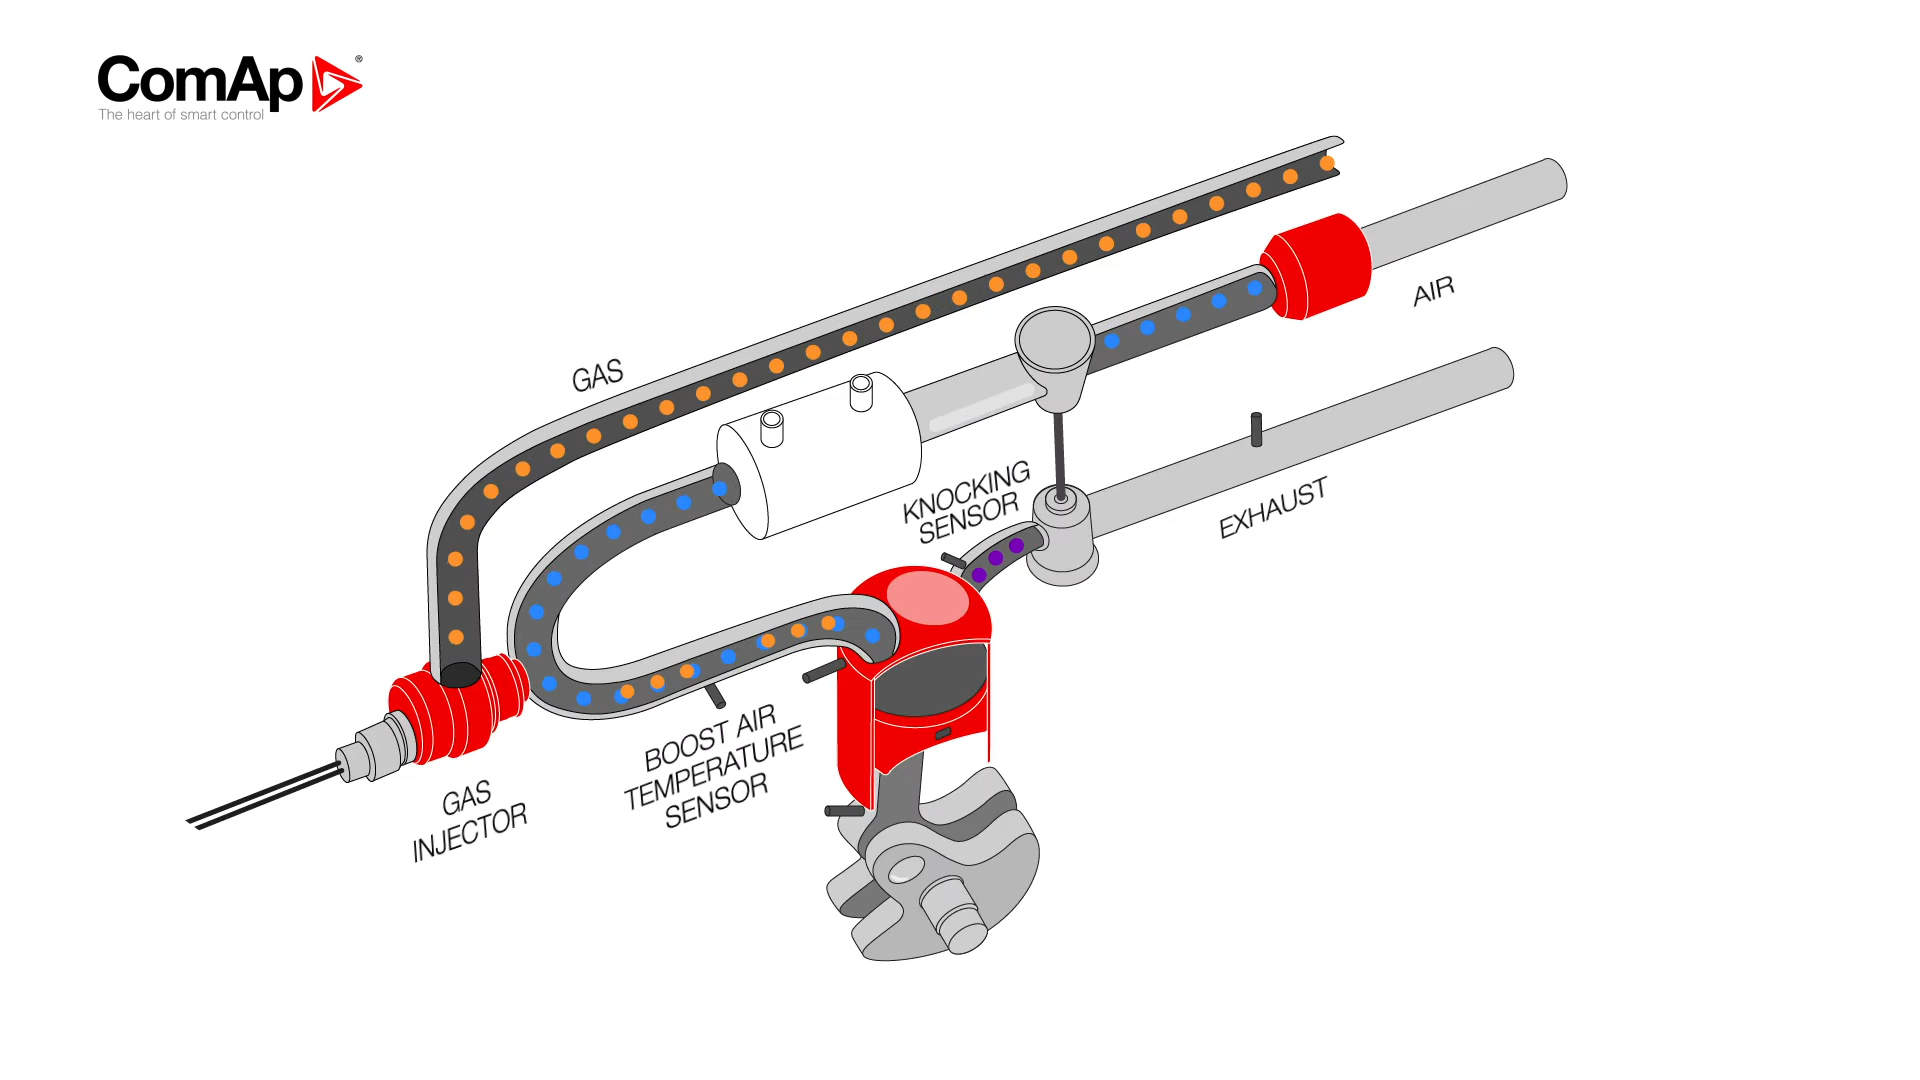 ComAp®
The heart of smart control
GAS
AIR
KNOCKING
SENSOR
EXHAUST
BOOST AIR
TEMPERATURE
SENSOR
GAS
INJECTOR